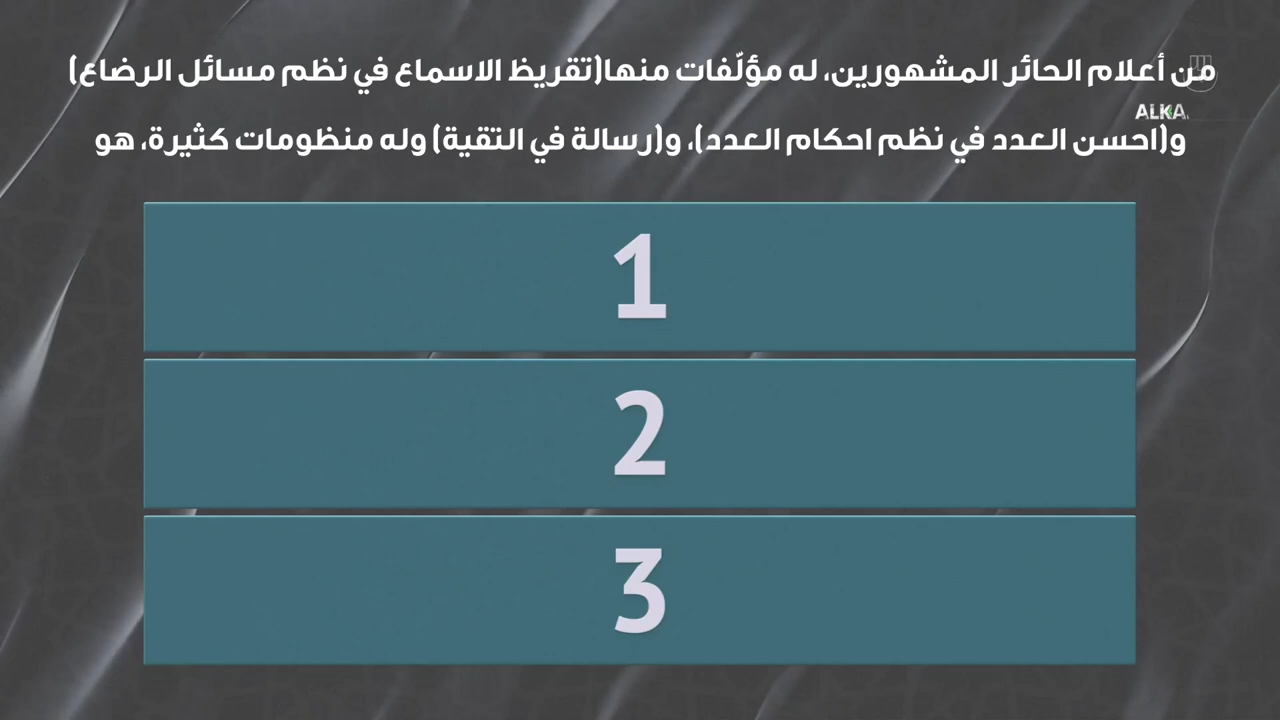 من أعلام الحائر المشهورين، له مؤلّفات منها(تقريظ الاسماع في نظم مسائل الرضاع)
ALKA
و(احسن العدد في نظم احكام العدد)، و(رسالة في التقية) وله منظومات كثيرة، هو
1
2
3